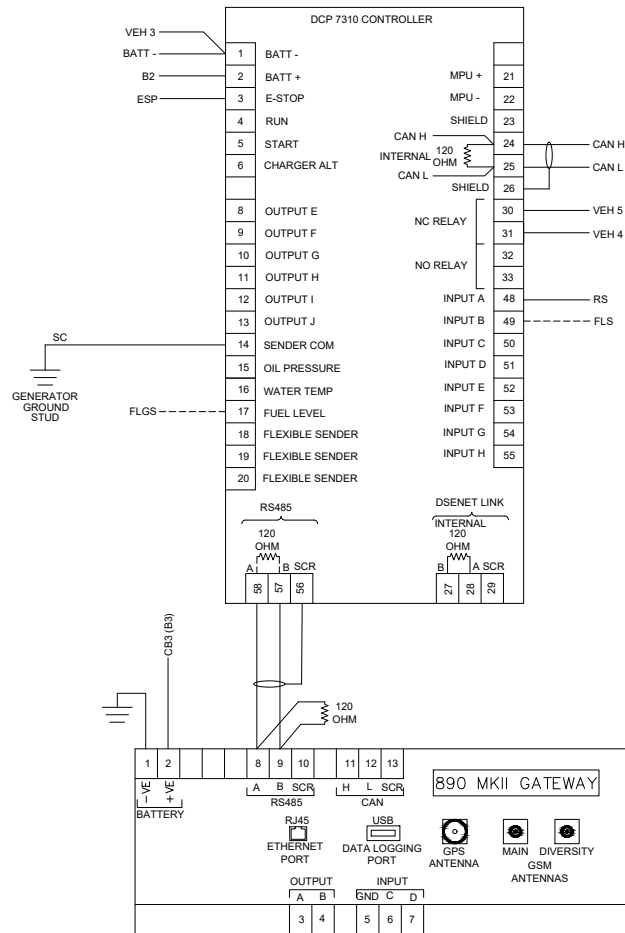 DCP 7310 CONTROLLER
VEH 3
BATT -
1 BATT -
B2
2 BATT +
MPU + 21
ESP
3 E-STOP
MPU - 22
4 RUN
SHIELD 23
CAN H
24
CAN H
5 START
INTERNAL 120 OHM
25
CAN L
6 CHARGER ALT
CAN L
SHIELD 26
8 OUTPUT E
NC RELAY
30
VEH 5
9 OUTPUT F
31
VEH 4
10 OUTPUT G
NO RELAY
32
11 OUTPUT H
33
12 OUTPUT I
INPUT A 48
RS
13 OUTPUT J
INPUT B 49
FLS
SC
14 SENDER COM
INPUT C 50
15 OIL PRESSURE
INPUT D 51
GENERATOR
GROUND
STUD
16 WATER TEMP
INPUT E 52
FLGS
17 FUEL LEVEL
INPUT F 53
18 FLEXIBLE SENDER
INPUT G 54
19 FLEXIBLE SENDER
INPUT H 55
20 FLEXIBLE SENDER
RS485
120
OHM
A B SCR
58 57 56
DSENET LINK
INTERNAL
120
OHM
B A SCR
27 28 29
CB3 (B3)
120
OHM
1 2 8 9 10 11 12 13
-VE +VE
BATTERY
A B SCR
RS485
H L SCR
CAN
890 MKII GATEWAY
RJ45
ETHERNET
PORT
USB
DATA LOGGING
PORT
GPS
ANTENNA
MAIN DIVERSITY
GSM
ANTENNAS
OUTPUT
A B
INPUT
GND C D
3 4 5 6 7